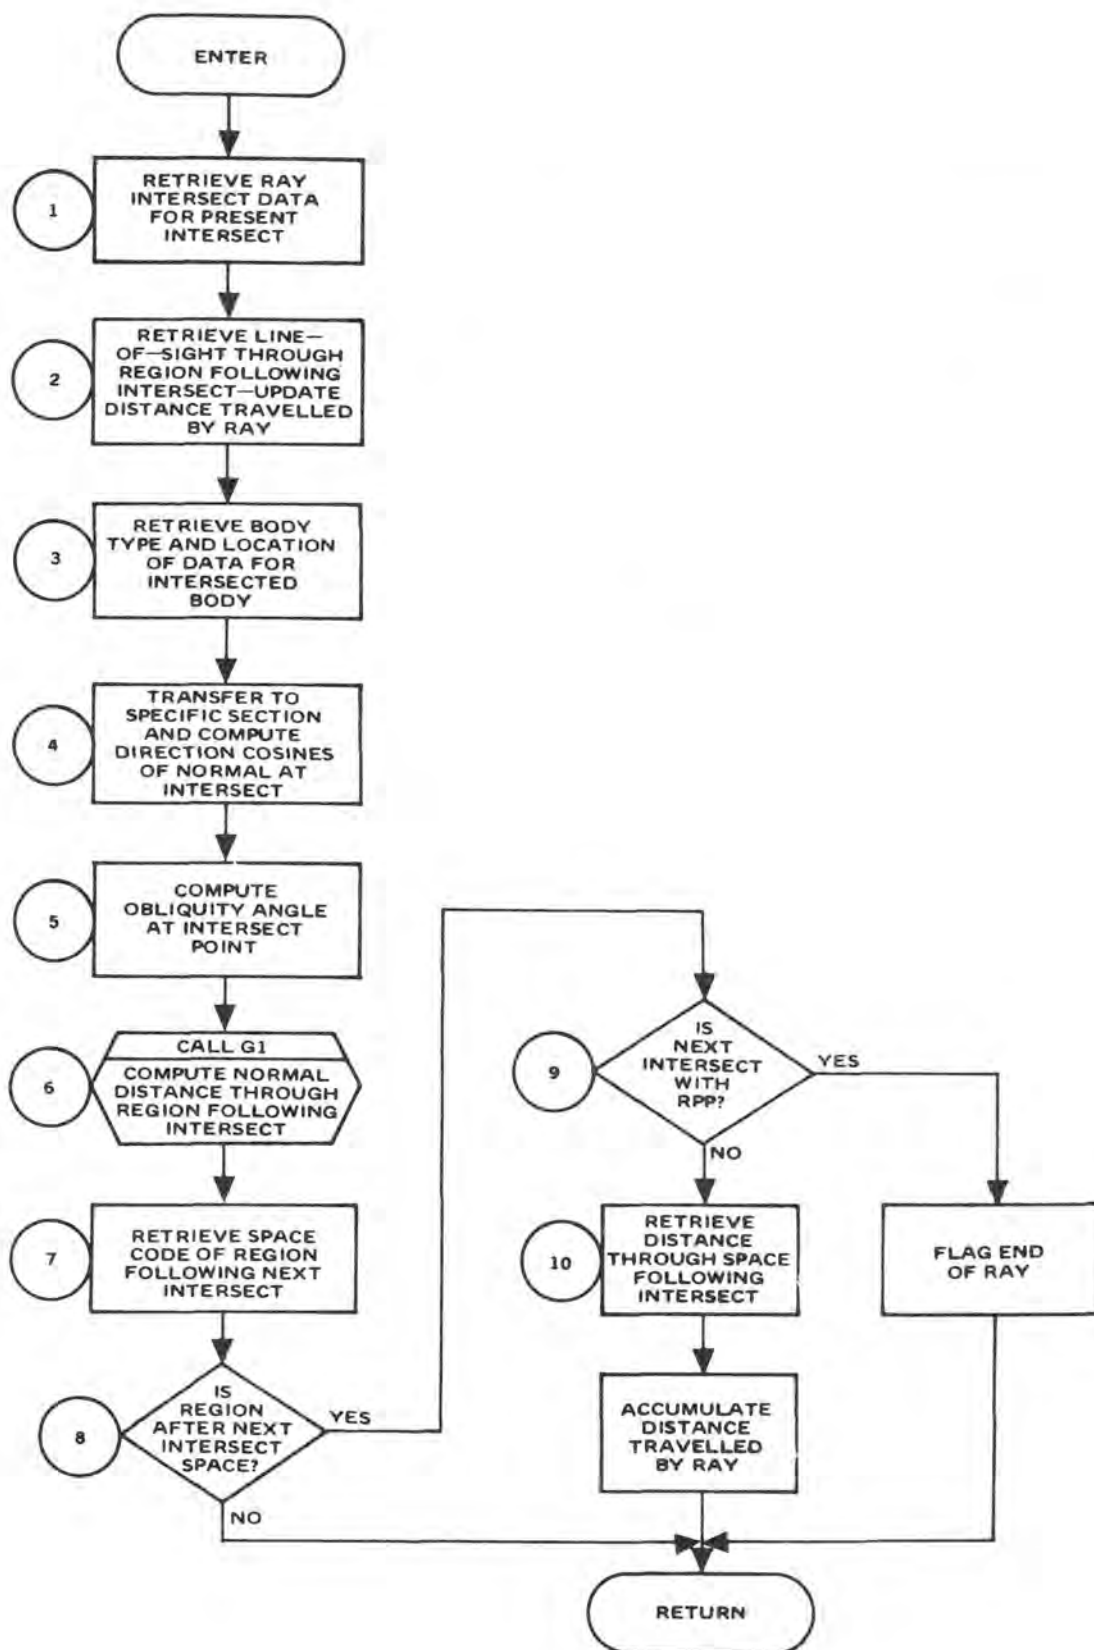 ENTER
1
RETRIEVE RAY
INTERSECT DATA
FOR PRESENT
INTERSECT
2
RETRIEVE LINE—
OF—SIGHT THROUGH
REGION FOLLOWING
INTERSECT—UPDATE
DISTANCE TRAVELLED
BY RAY
3
RETRIEVE BODY
TYPE AND LOCATION
OF DATA FOR
INTERSECTED
BODY
4
TRANSFER TO
SPECIFIC SECTION
AND COMPUTE
DIRECTION COSINES
OF NORMAL AT
INTERSECT
5
COMPUTE
OBLIQUITY ANGLE
AT INTERSECT
POINT
6
CALL G1
COMPUTE NORMAL
DISTANCE THROUGH
REGION FOLLOWING
INTERSECT
7
RETRIEVE SPACE
CODE OF REGION
FOLLOWING NEXT
INTERSECT
8
IS
REGION
AFTER NEXT
INTERSECT
SPACE?
YES
NO
9
IS
NEXT
INTERSECT
WITH
RPP?
YES
NO
10
RETRIEVE
DISTANCE
THROUGH SPACE
FOLLOWING
INTERSECT
FLAG END
OF RAY
ACCUMULATE
DISTANCE
TRAVELLED
BY RAY
RETURN